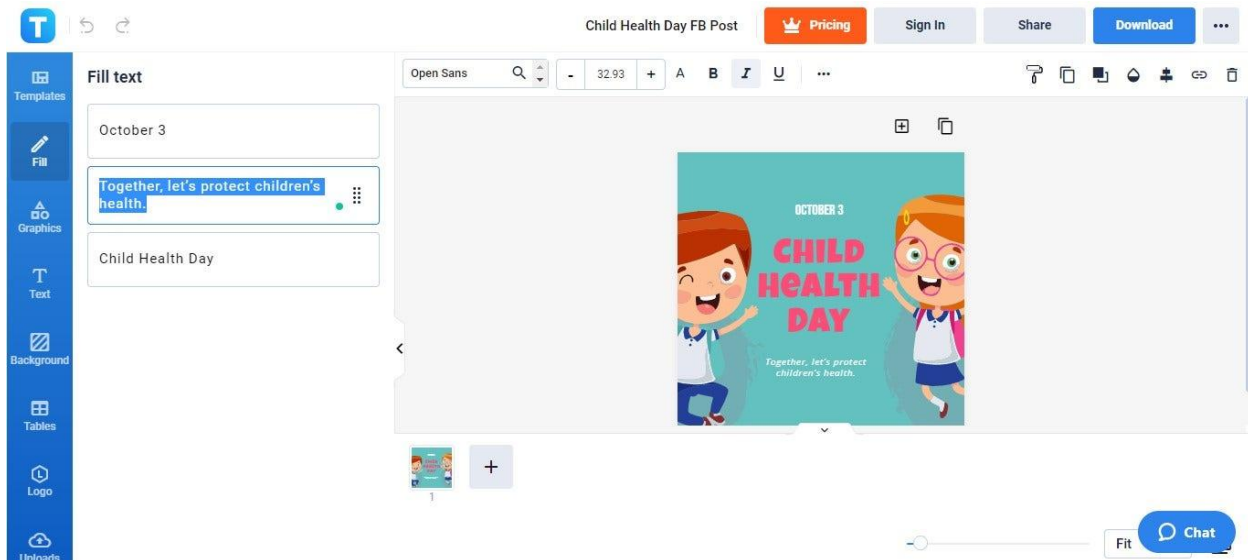 T
Child Health Day FB Post
Pricing
Sign In
Share
Download
Templates
Fill
Graphics
Text
Background
Tables
Logo
Uploads
Fill text
October 3
Together, let's protect children's
health.
Child Health Day
Open Sans
- 32.93 + A B I U
OCTOBER 3
CHILD
HEALTH
DAY
Together, let's protect
children's health.
1
Fit
Chat